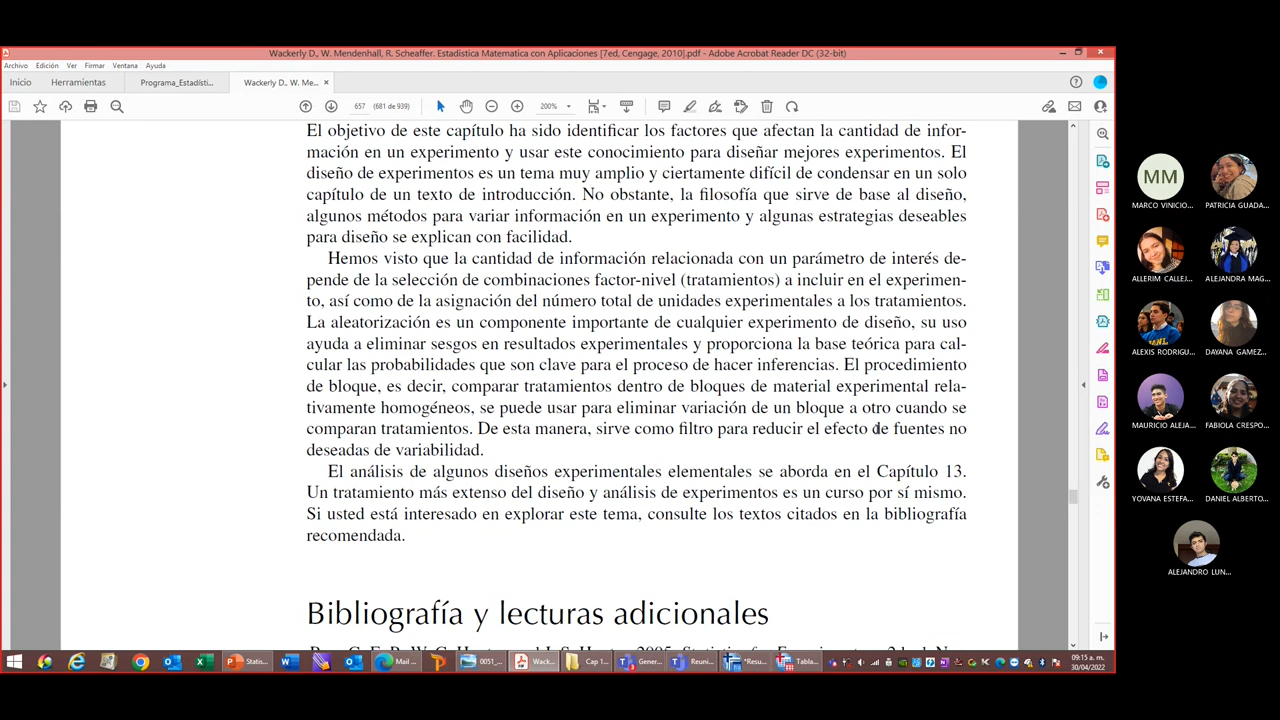 Wackerly D., W. Mendenhall, R. Scheaffer. Estadística Matematica con Aplicaciones [7ed, Cengage, 2010].pdf - Adobe Acrobat Reader DC (32-bit)
Archivo Edición Ver Firmar Ventana Ayuda
Inicio Herramientas Programa_Estadísti... Wackerly D., W. Me... ×
657 (681 de 939) 200%
El objetivo de este capítulo ha sido identificar los factores que afectan la cantidad de infor-
mación en un experimento y usar este conocimiento para diseñar mejores experimentos. El
diseño de experimentos es un tema muy amplio y ciertamente difícil de condensar en un solo
capítulo de un texto de introducción. No obstante, la filosofía que sirve de base al diseño,
algunos métodos para variar información en un experimento y algunas estrategias deseables
para diseño se explican con facilidad.
Hemos visto que la cantidad de información relacionada con un parámetro de interés de-
pende de la selección de combinaciones factor-nivel (tratamientos) a incluir en el experimen-
to, así como de la asignación del número total de unidades experimentales a los tratamientos.
La aleatorización es un componente importante de cualquier experimento de diseño, su uso
ayuda a eliminar sesgos en resultados experimentales y proporciona la base teórica para cal-
cular las probabilidades que son clave para el proceso de hacer inferencias. El procedimiento
de bloque, es decir, comparar tratamientos dentro de bloques de material experimental rela-
tivamente homogéneos, se puede usar para eliminar variación de un bloque a otro cuando se
comparan tratamientos. De esta manera, sirve como filtro para reducir el efecto de fuentes no
deseadas de variabilidad.
El análisis de algunos diseños experimentales elementales se aborda en el Capítulo 13.
Un tratamiento más extenso del diseño y análisis de experimentos es un curso por sí mismo.
Si usted está interesado en explorar este tema, consulte los textos citados en la bibliografía
recomendada.
Bibliografía y lecturas adicionales
Statis... Mail ... 0051_... Wack... Cap 1... Gener... Reuni... *Resu... Tabla...
09:15 a. m.
30/04/2022
MM
MARCO VINICIO... PATRICIA GUADA...
ALLERIM CALLEJ... ALEJANDRA MAG...
ALEXIS RODRIGU... DAYANA GAMEZ...
MAURICIO ALEJA... FABIOLA CRESPO...
YOVANA ESTEFA... DANIEL ALBERTO...
ALEJANDRO LUN...